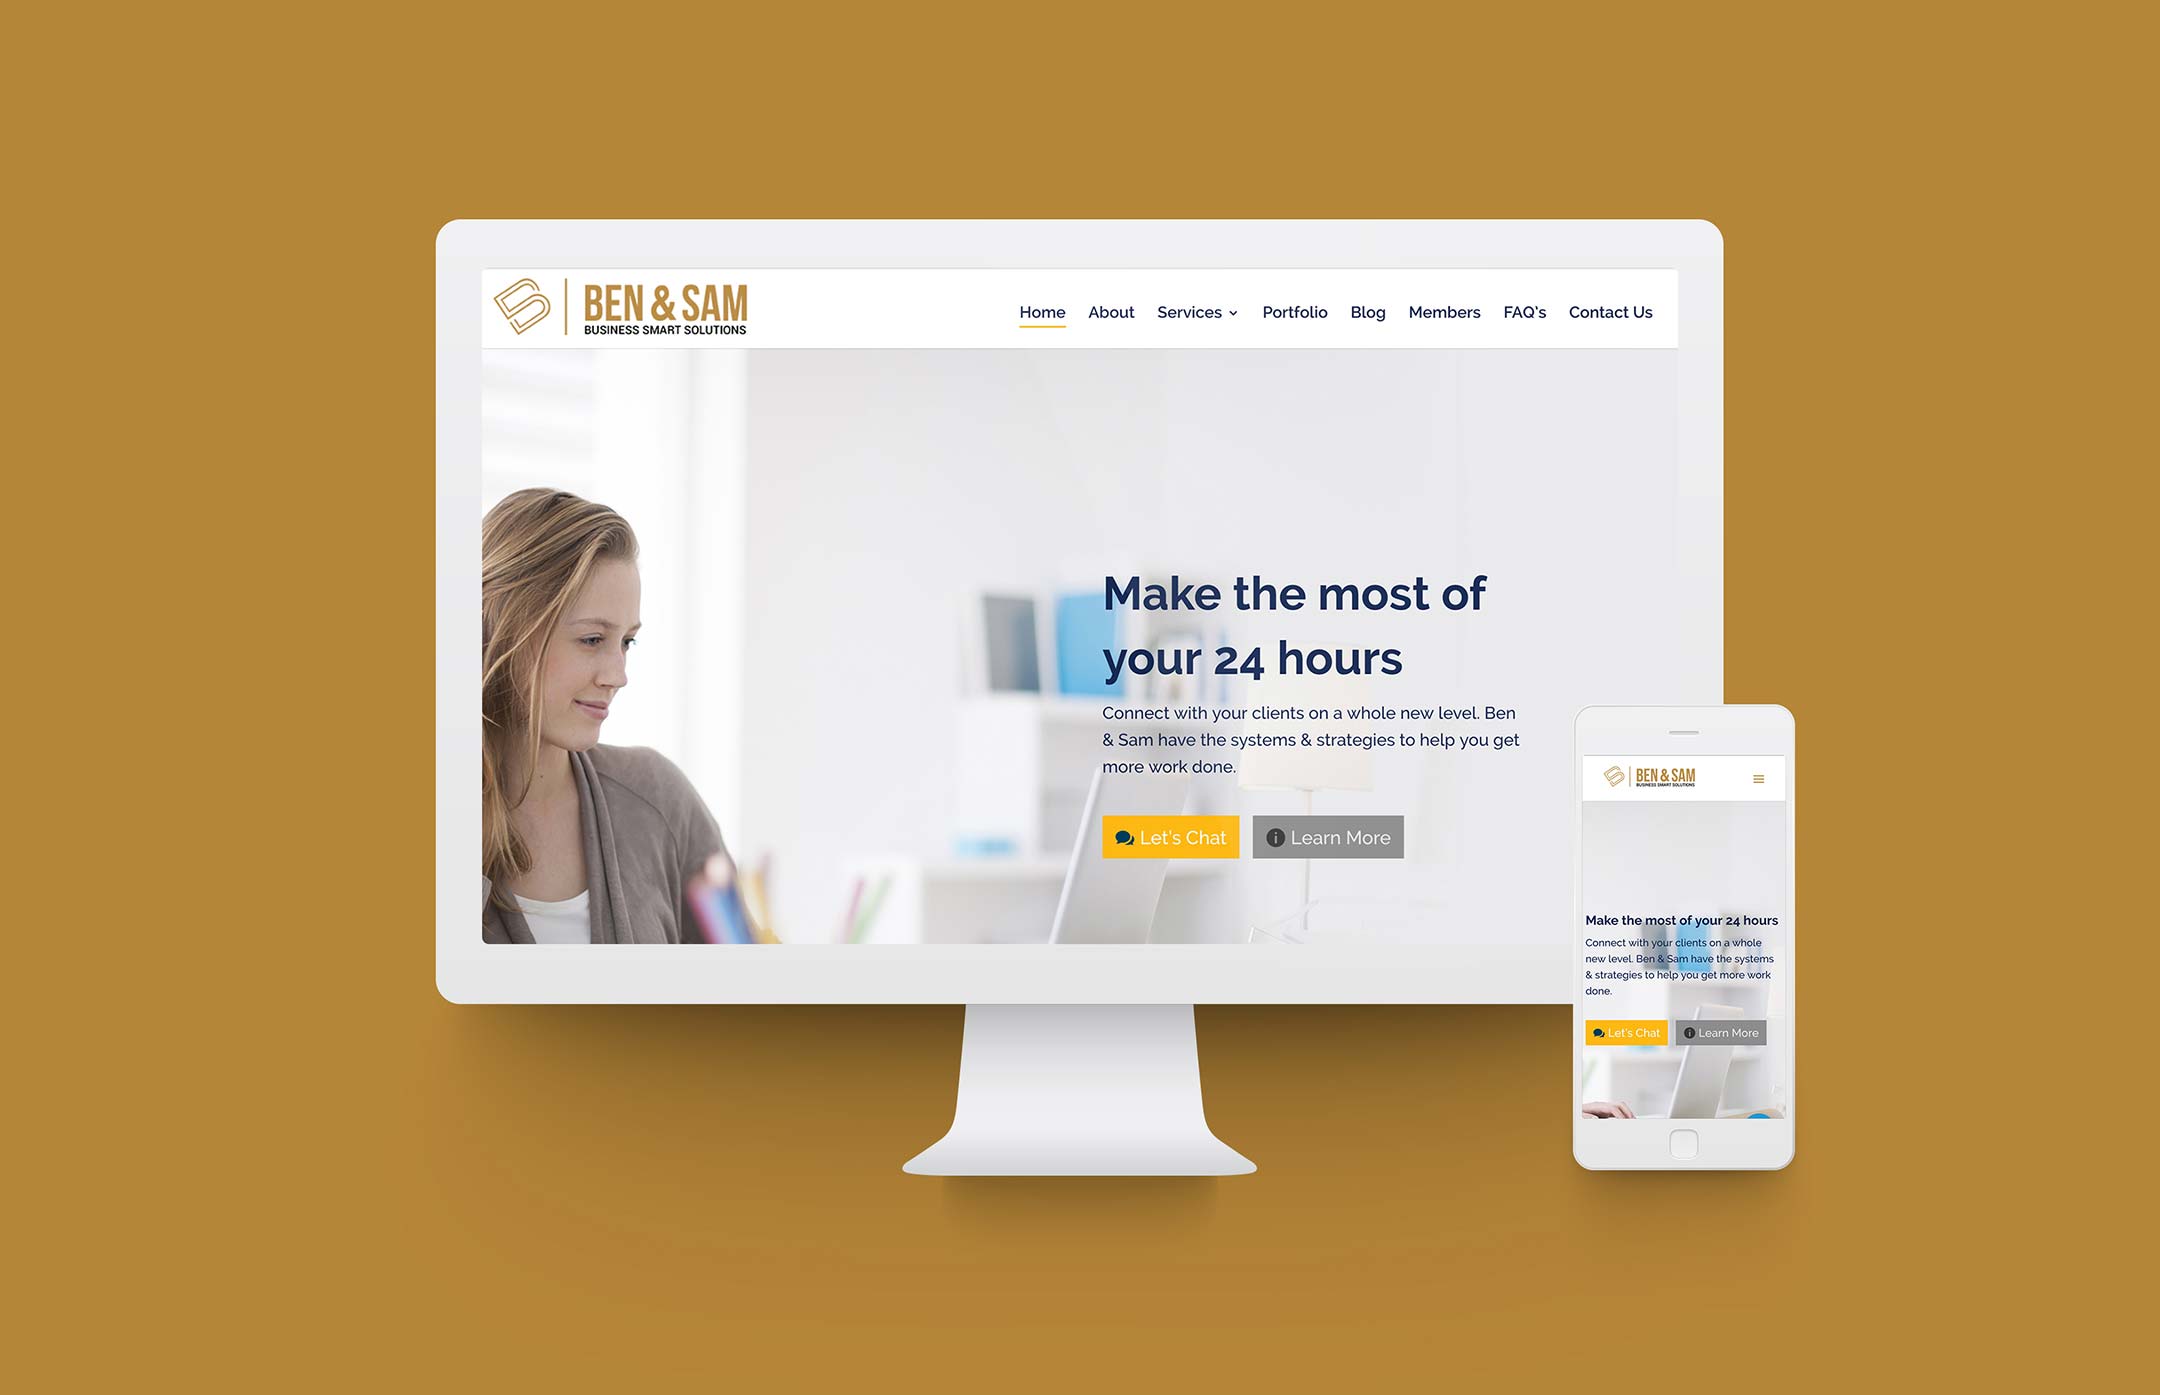 BEN & SAM
BUSINESS SMART SOLUTIONS
Home About Services Portfolio Blog Members FAQ's Contact Us
Make the most of
your 24 hours
Connect with your clients on a whole new level. Ben
& Sam have the systems & strategies to help you get
more work done.
Let's Chat Learn More
BEN & SAM
BUSINESS SMART SOLUTIONS
Make the most of your 24 hours
Connect with your clients on a whole
new level. Ben & Sam have the systems
& strategies to help you get more work
done.
Let's Chat Learn More